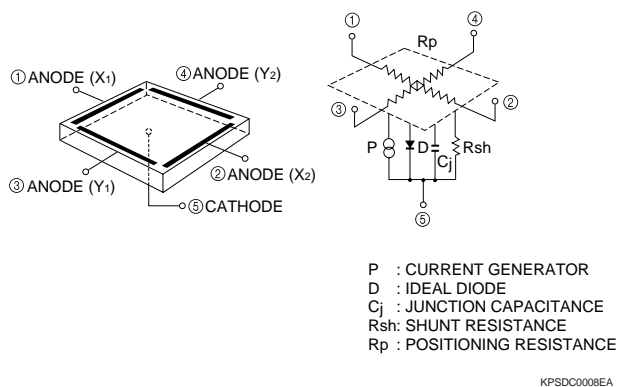 ① ANODE (X1)
④ ANODE (Y2)
③ ANODE (Y1)
② ANODE (X2)
⑤ CATHODE
①
④
Rp
③
②
P
D
Cj
Rsh
⑤
P : CURRENT GENERATOR
D : IDEAL DIODE
Cj : JUNCTION CAPACITANCE
Rsh: SHUNT RESISTANCE
Rp : POSITIONING RESISTANCE
KPSDC0008EA